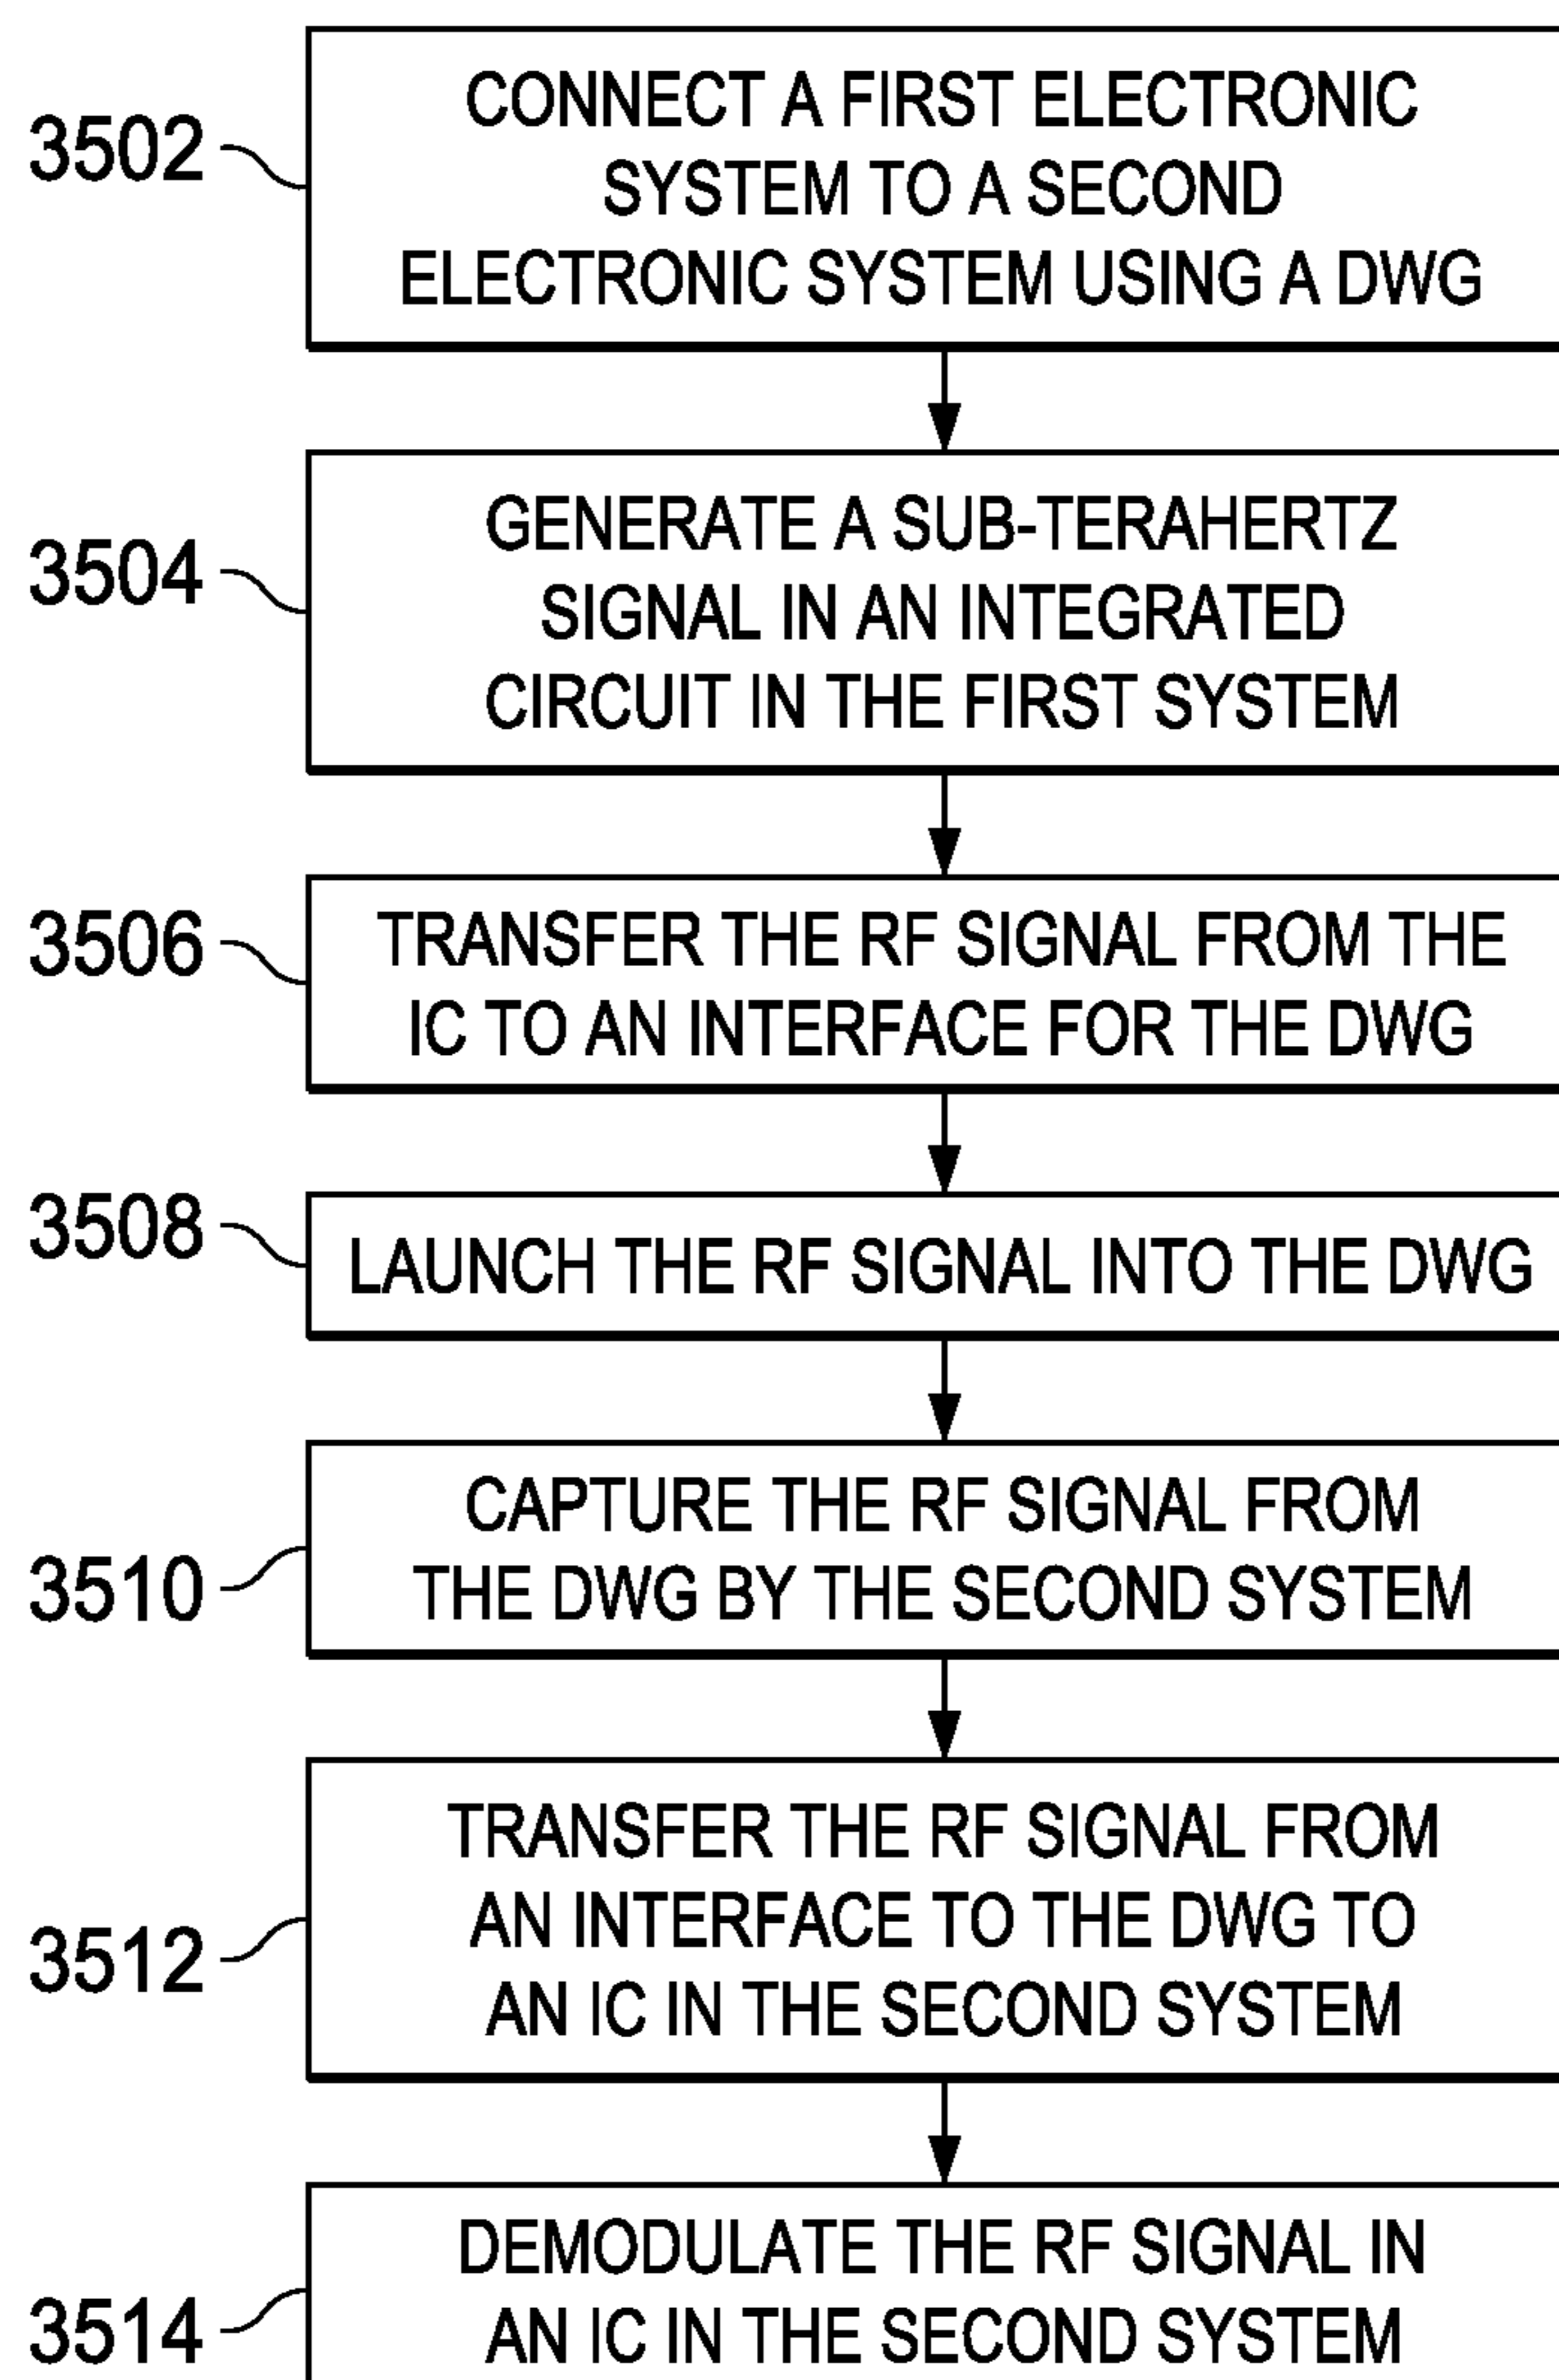 3502
CONNECT A FIRST ELECTRONIC
SYSTEM TO A SECOND
ELECTRONIC SYSTEM USING A DWG
3504
GENERATE A SUB-TERAHERTZ
SIGNAL IN AN INTEGRATED
CIRCUIT IN THE FIRST SYSTEM
3506
TRANSFER THE RF SIGNAL FROM THE
IC TO AN INTERFACE FOR THE DWG
3508
LAUNCH THE RF SIGNAL INTO THE DWG
3510
CAPTURE THE RF SIGNAL FROM
THE DWG BY THE SECOND SYSTEM
3512
TRANSFER THE RF SIGNAL FROM
AN INTERFACE TO THE DWG TO
AN IC IN THE SECOND SYSTEM
3514
DEMODULATE THE RF SIGNAL IN
AN IC IN THE SECOND SYSTEM